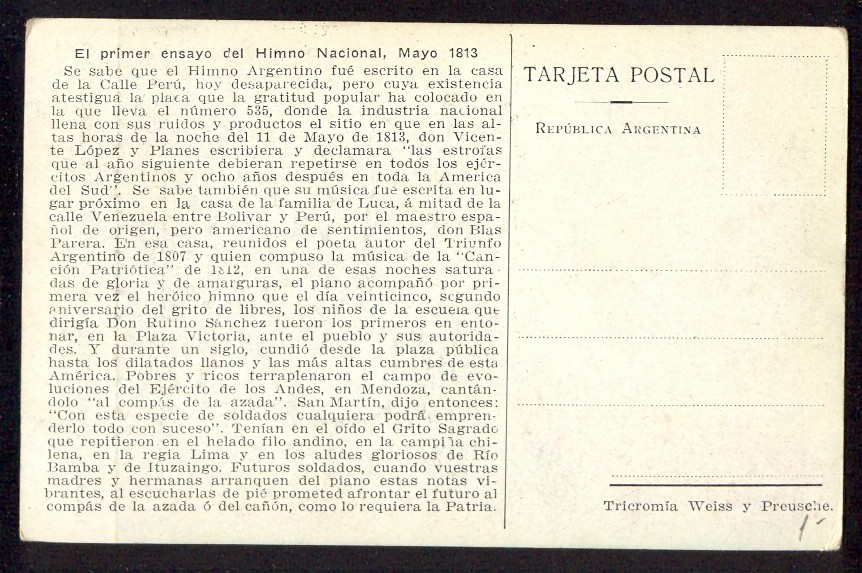 El primer ensayo del Himno Nacional, Mayo 1813
Se sabe que el Himno Argentino fué escrito en la casa
de la Calle Perú, hoy desaparecida, pero cuya existencia
atestigua la placa que la gratitud popular ha colocado en
la que lleva el número 535, donde la industria nacional
llena con sus ruidos y productos el sitio en que en las al-
tas horas de la noche del 11 de Mayo de 1813, don Vicen-
te López y Planes escribiera y declamara "las estrofas
que al año siguiente debieran repetirse en todos los ejér-
citos Argentinos y ocho años después en toda la America
del Sud". Se sabe también que su música fué escrita en lu-
gar próximo en la casa de la familia de Luca, á mitad de la
calle Venezuela entre Bolivar y Perú, por el maestro espa-
ñol de origen, pero americano de sentimientos, don Blas
Parera. En esa casa, reunidos el poeta autor del Triunfo
Argentino de 1807 y quien compuso la música de la "Can-
ción Patriótica" de 1812, en una de esas noches satura-
das de gloria y de amarguras, el piano acompañó por pri-
mera vez el heróico himno que el día veinticinco, segundo
aniversario del grito de libres, los niños de la escuela que
dirigía Don Rufino Sánchez fueron los primeros en ento-
nar, en la Plaza Victoria, ante el pueblo y sus autorida-
des. Y durante un siglo, cundió desde la plaza pública
hasta los dilatados llanos y las más altas cumbres de esta
América. Pobres y ricos terraplenaron el campo de evo-
luciones del Ejército de los Andes, en Mendoza, cantán-
dolo "al compás de la azada". San Martín, dijo entonces:
"Con esta especie de soldados cualquiera podrá empren-
derlo todo con suceso". Tenían en el oído el Grito Sagrado
que repitieron en el helado filo andino, en la campiña chi-
lena, en la regia Lima y en los aludes gloriosos de Río
Bamba y de Ituzaingo. Futuros soldados, cuando vuestras
madres y hermanas arranquen del piano estas notas vi-
brantes, al escucharlas de pié prometed afrontar el futuro al
compás de la azada ó del cañón, como lo requiera la Patria.
TARJETA POSTAL
REPÚBLICA ARGENTINA
Tricromía Weiss y Preusche.
1-